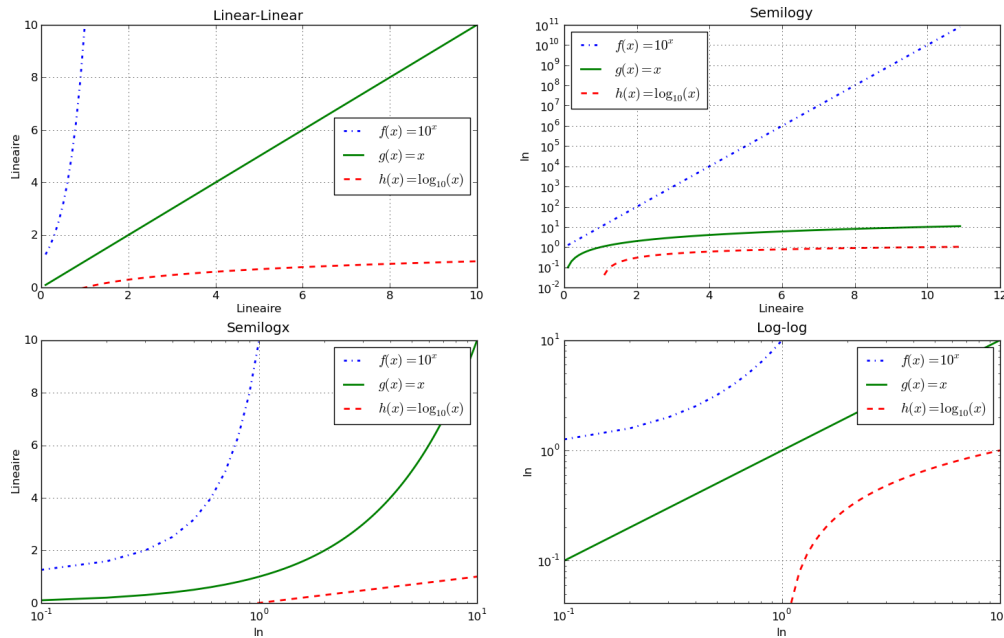 Linear-Linear
10
8
6
4
2
0
0
2
4
6
8
10
Lineaire
Lineaire
f(x) = 10^x
g(x) = x
h(x) = log₁₀(x)
Semilogy
10^11
10^10
10^9
10^8
10^7
10^6
10^5
10^4
10^3
10^2
10^1
10^0
10^-1
10^-2
0
2
4
6
8
10
12
ln
Lineaire
f(x) = 10^x
g(x) = x
h(x) = log₁₀(x)
Semilogx
10
8
6
4
2
0
10^-1
10^0
10^1
Lineaire
ln
f(x) = 10^x
g(x) = x
h(x) = log₁₀(x)
Log-log
10^1
10^0
10^-1
10^-1
10^0
10^1
ln
ln
f(x) = 10^x
g(x) = x
h(x) = log₁₀(x)